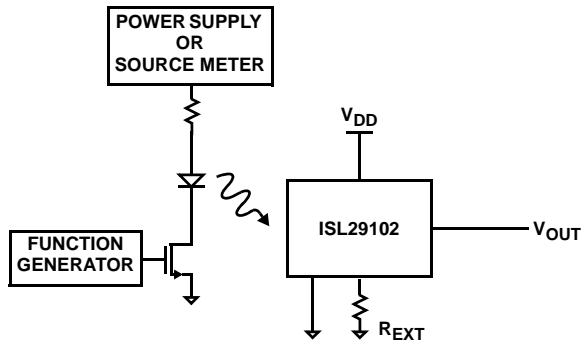 POWER SUPPLY
OR
SOURCE METER
V_DD
ISL29102
V_OUT
FUNCTION
GENERATOR
R_EXT